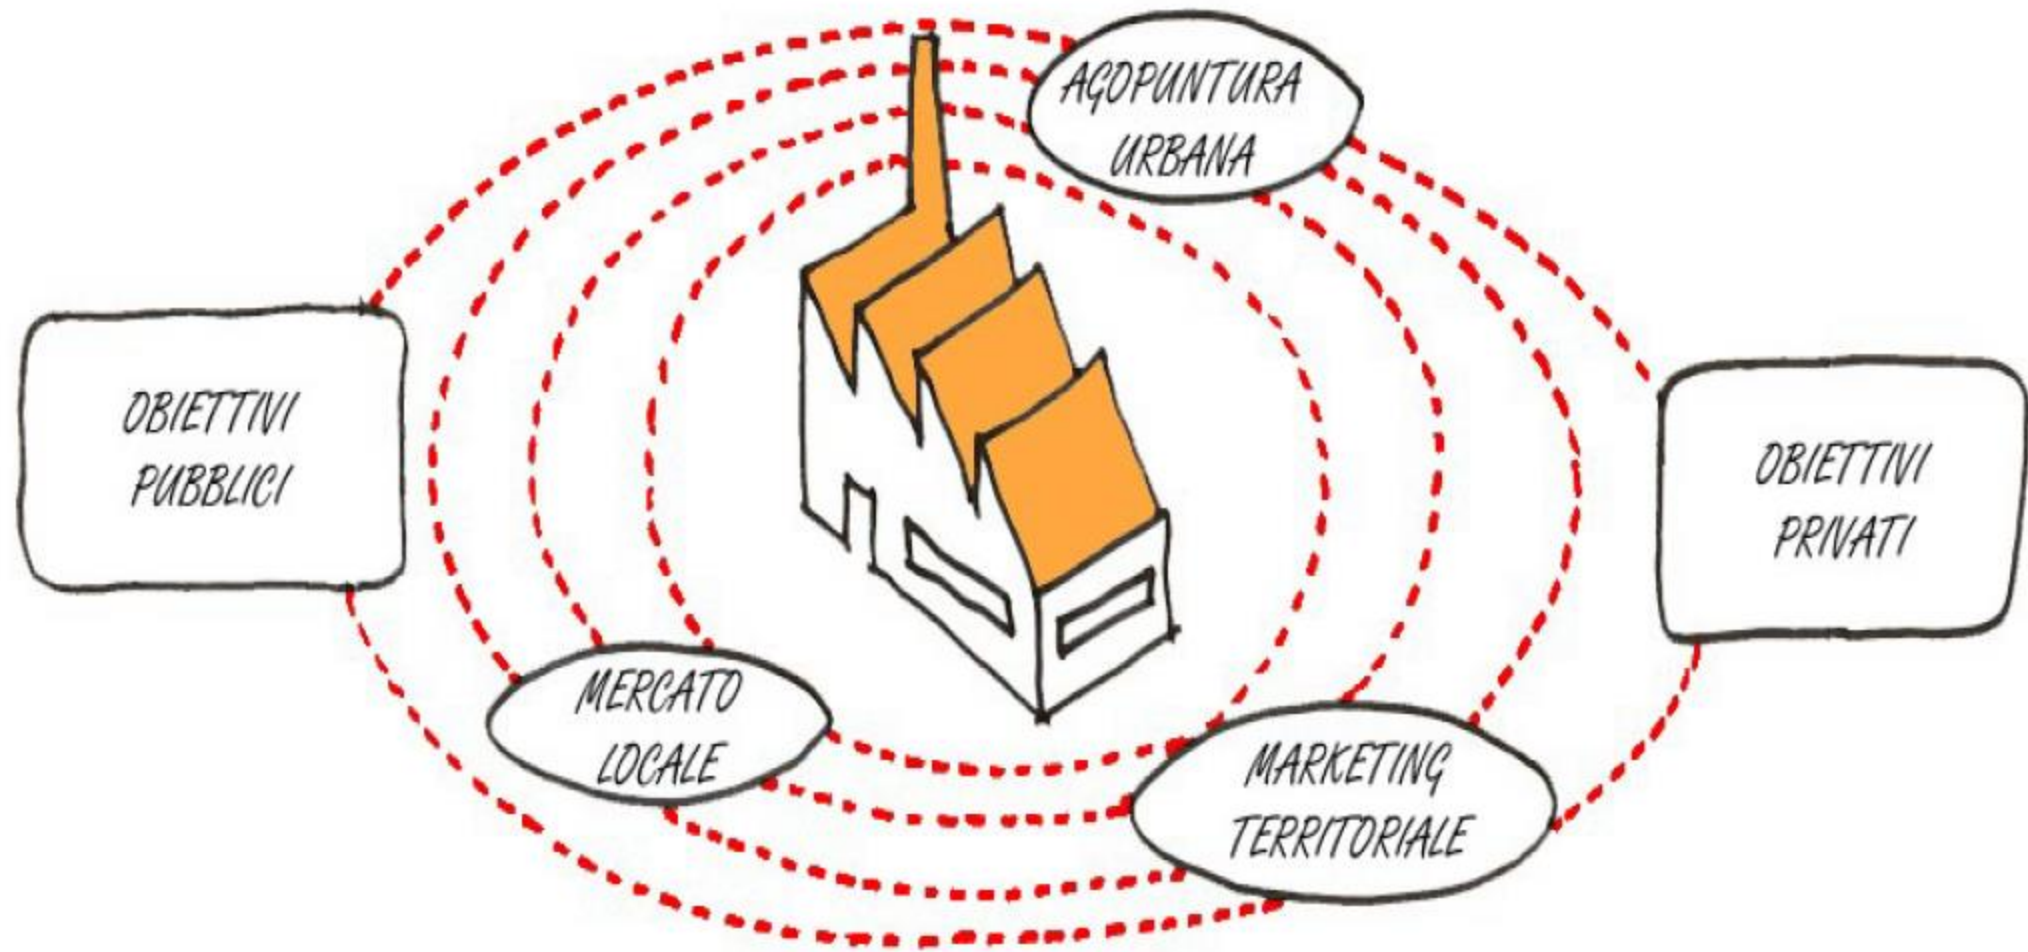 AGOPUNTURA
URBANA
OBIETTIVI
PUBBLICI
OBIETTIVI
PRIVATI
MERCATO
LOCALE
MARKETING
TERRITORIALE